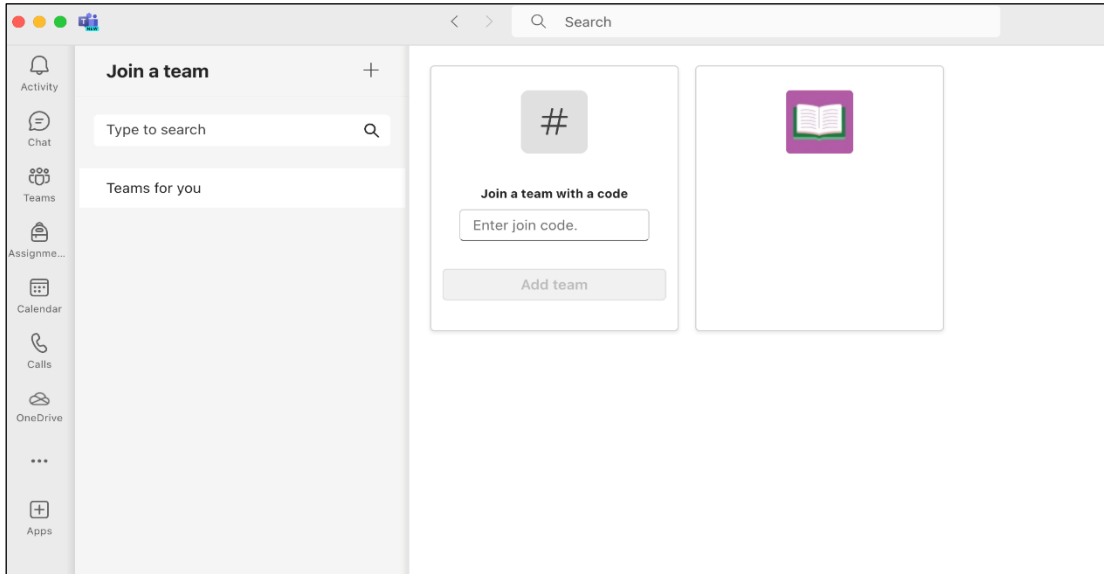 NEW
Search
Activity
Chat
Teams
Assignme...
Calendar
Calls
OneDrive
Apps
Join a team
Type to search
Teams for you
#
Join a team with a code
Enter join code.
Add team